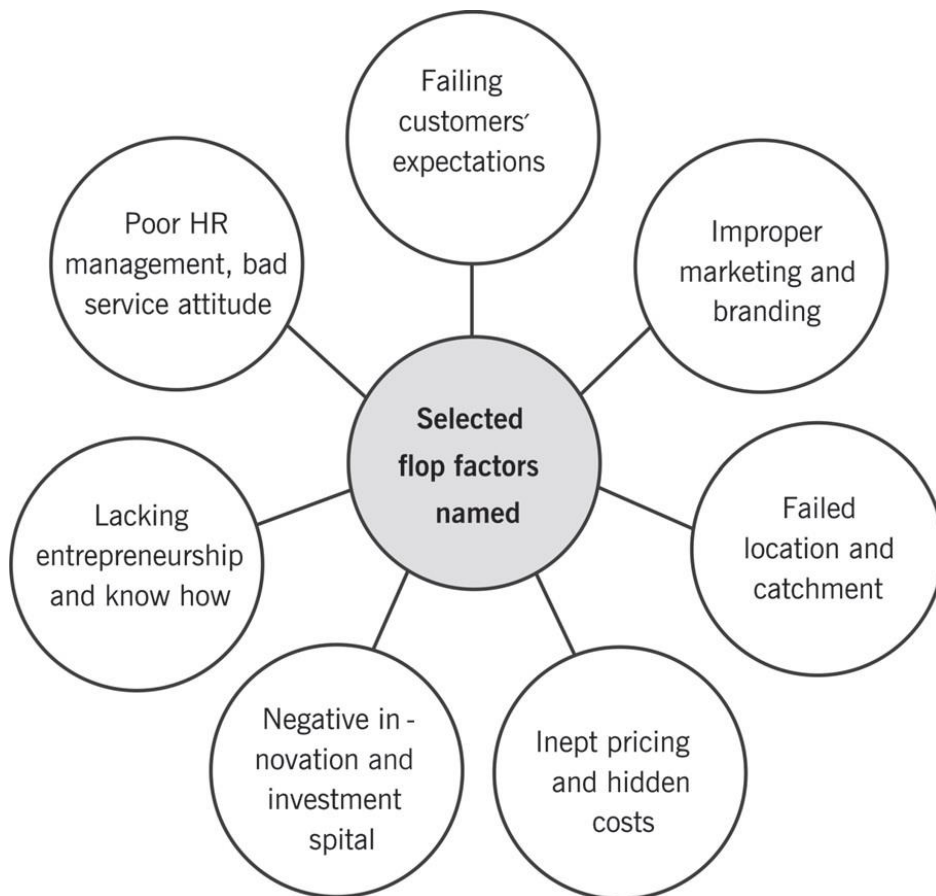 Failing
customers´
expectations
Improper
marketing and
branding
Failed
location and
catchment
Inept pricing
and hidden
costs
Negative in -
novation and
investment
spital
Lacking
entrepreneurship
and know how
Poor HR
management, bad
service attitude
Selected
flop factors
named